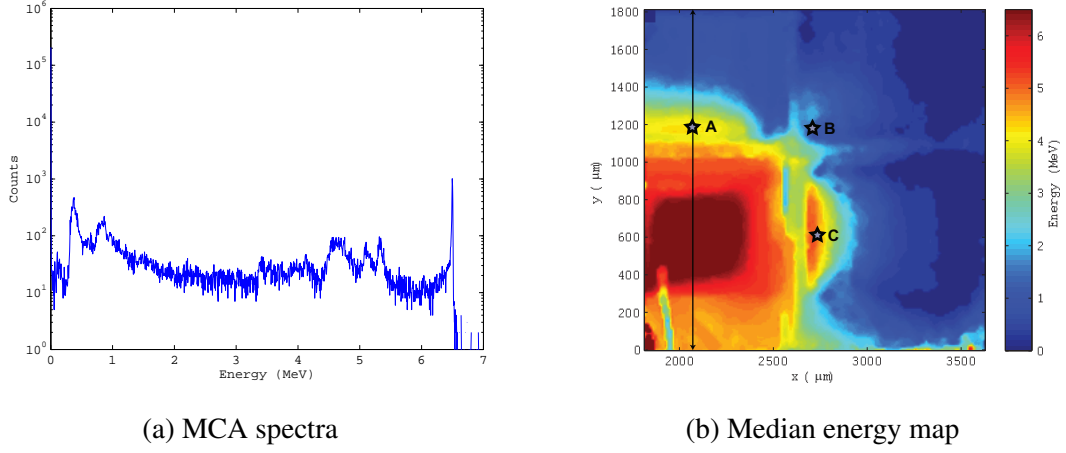 10^6
10^5
10^4
10^3
10^2
10^1
10^0
Counts
0 1 2 3 4 5 6 7
Energy (MeV)
(a) MCA spectra
1800
1600
1400
1200
1000
800
600
400
200
0
y ( μm)
A
B
C
2000 2500 3000 3500
x ( μm)
6
5
4
3
2
1
0
Energy (MeV)
(b) Median energy map